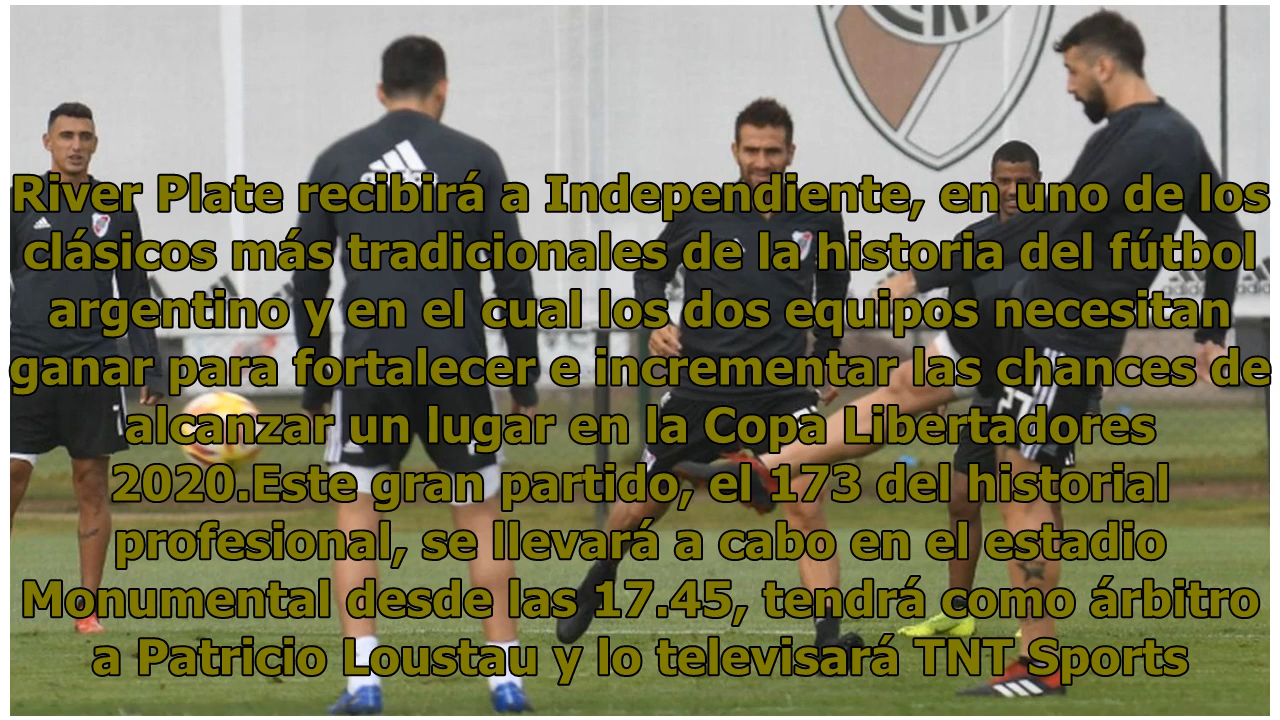 River Plate recibirá a Independiente, en uno de los
clásicos más tradicionales de la historia del fútbol
argentino y en el cual los dos equipos necesitan
ganar para fortalecer e incrementar las chances de
alcanzar un lugar en la Copa Libertadores
2020.Este gran partido, el 173 del historial
profesional, se llevará a cabo en el estadio
Monumental desde las 17.45, tendrá como árbitro
a Patricio Loustau y lo televisará TNT Sports
27